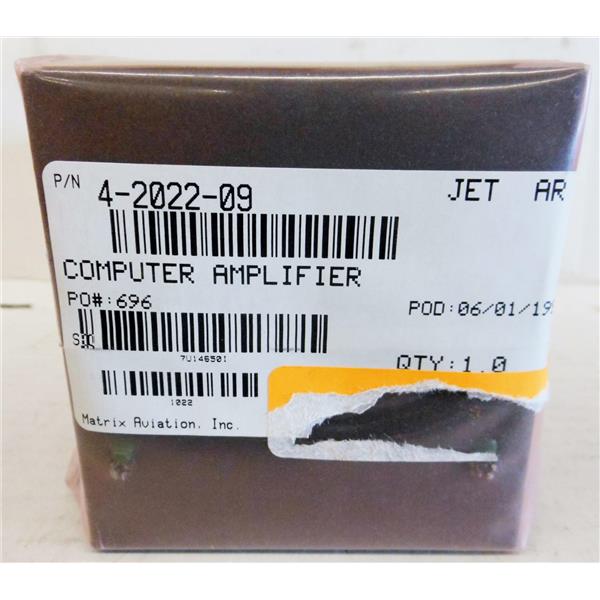 P/N 4-2022-09 JET AR
COMPUTER AMPLIFIER
PO#:696 POD:06/01/19
S
7U146501
QTY:1.0
1022
Matrix Aviation, Inc.